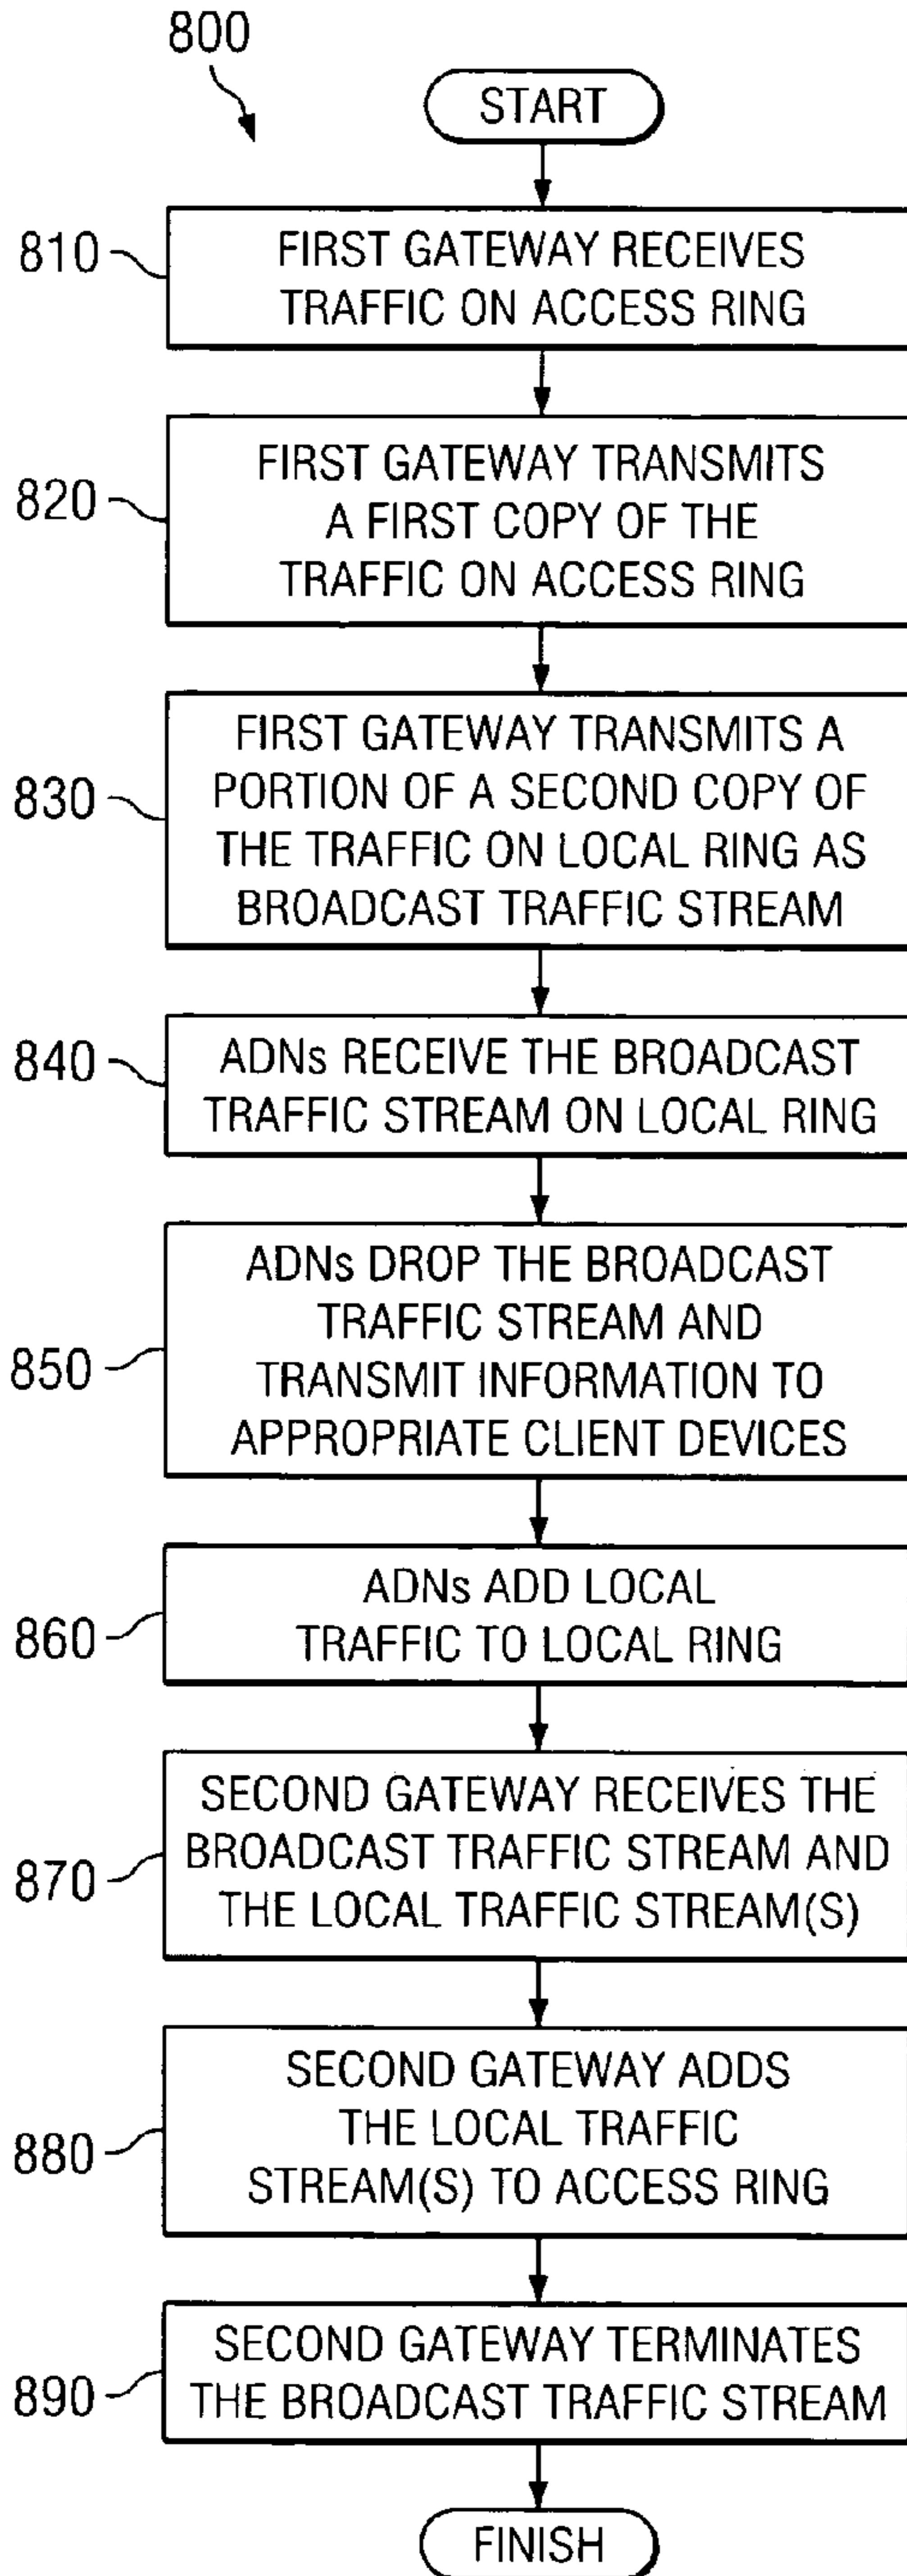 800
START
810
FIRST GATEWAY RECEIVES
TRAFFIC ON ACCESS RING
820
FIRST GATEWAY TRANSMITS
A FIRST COPY OF THE
TRAFFIC ON ACCESS RING
830
FIRST GATEWAY TRANSMITS A
PORTION OF A SECOND COPY OF
THE TRAFFIC ON LOCAL RING AS
BROADCAST TRAFFIC STREAM
840
ADNs RECEIVE THE BROADCAST
TRAFFIC STREAM ON LOCAL RING
850
ADNs DROP THE BROADCAST
TRAFFIC STREAM AND
TRANSMIT INFORMATION TO
APPROPRIATE CLIENT DEVICES
860
ADNs ADD LOCAL
TRAFFIC TO LOCAL RING
870
SECOND GATEWAY RECEIVES THE
BROADCAST TRAFFIC STREAM AND
THE LOCAL TRAFFIC STREAM(S)
880
SECOND GATEWAY ADDS
THE LOCAL TRAFFIC
STREAM(S) TO ACCESS RING
890
SECOND GATEWAY TERMINATES
THE BROADCAST TRAFFIC STREAM
FINISH